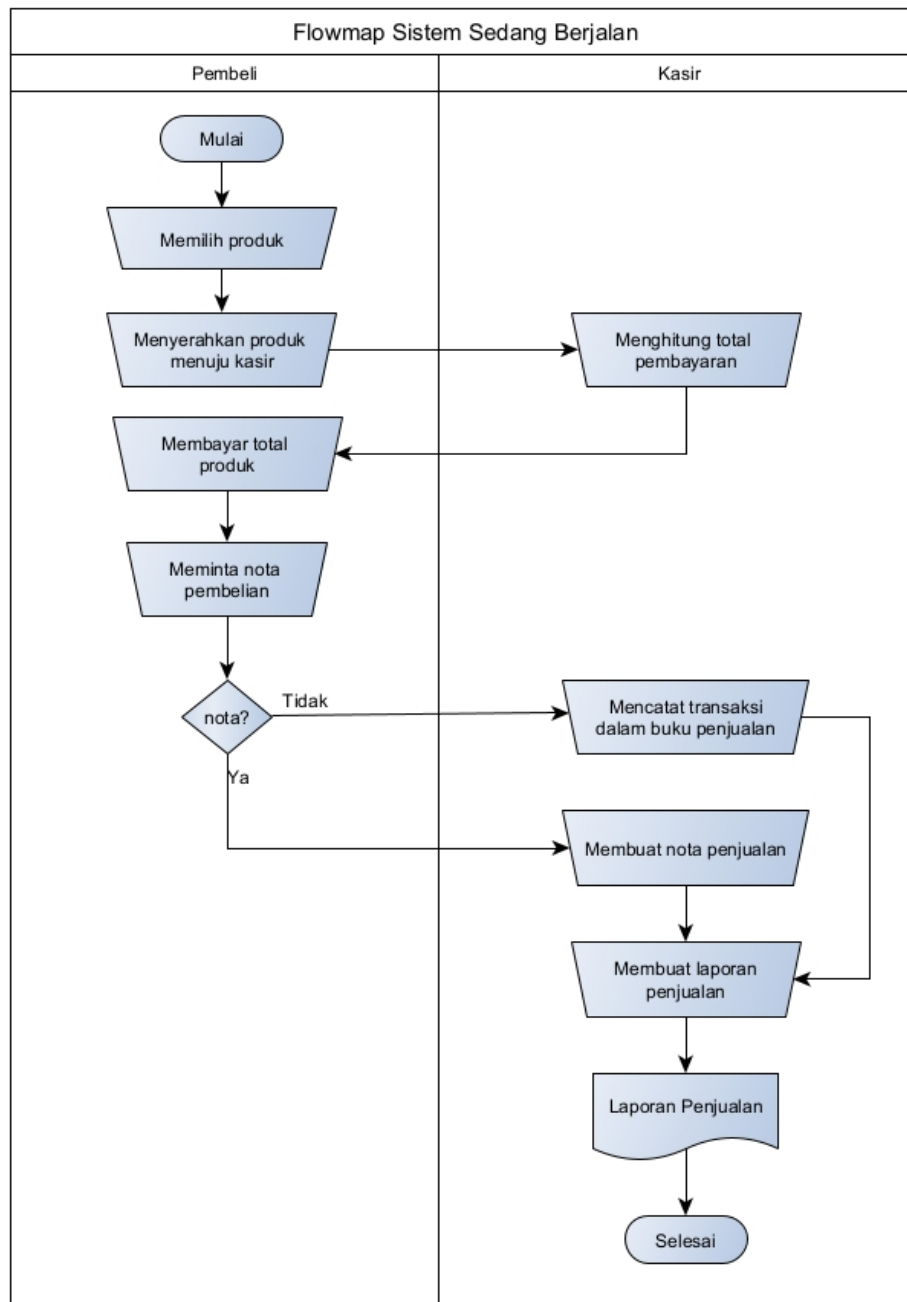 Flowmap Sistem Sedang Berjalan
Pembeli
Kasir
Mulai
Memilih produk
Menyerahkan produk
menuju kasir
Menghitung total
pembayaran
Membayar total
produk
Meminta nota
pembelian
nota?
Tidak
Ya
Mencatat transaksi
dalam buku penjualan
Membuat nota penjualan
Membuat laporan
penjualan
Laporan Penjualan
Selesai